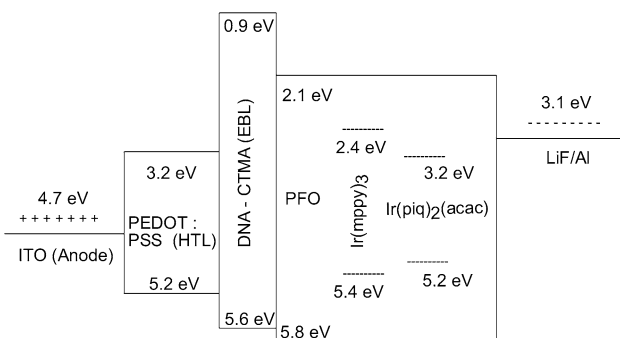 0.9 eV
2.1 eV
3.1 eV
2.4 eV
LiF/Al
3.2 eV
3.2 eV
4.7 eV
+ + + + + + +
DNA - CTMA (EBL)
PFO
Ir(mppy)3
Ir(piq)2(acac)
PEDOT :
PSS (HTL)
ITO (Anode)
5.2 eV
5.2 eV
5.4 eV
5.6 eV
5.8 eV